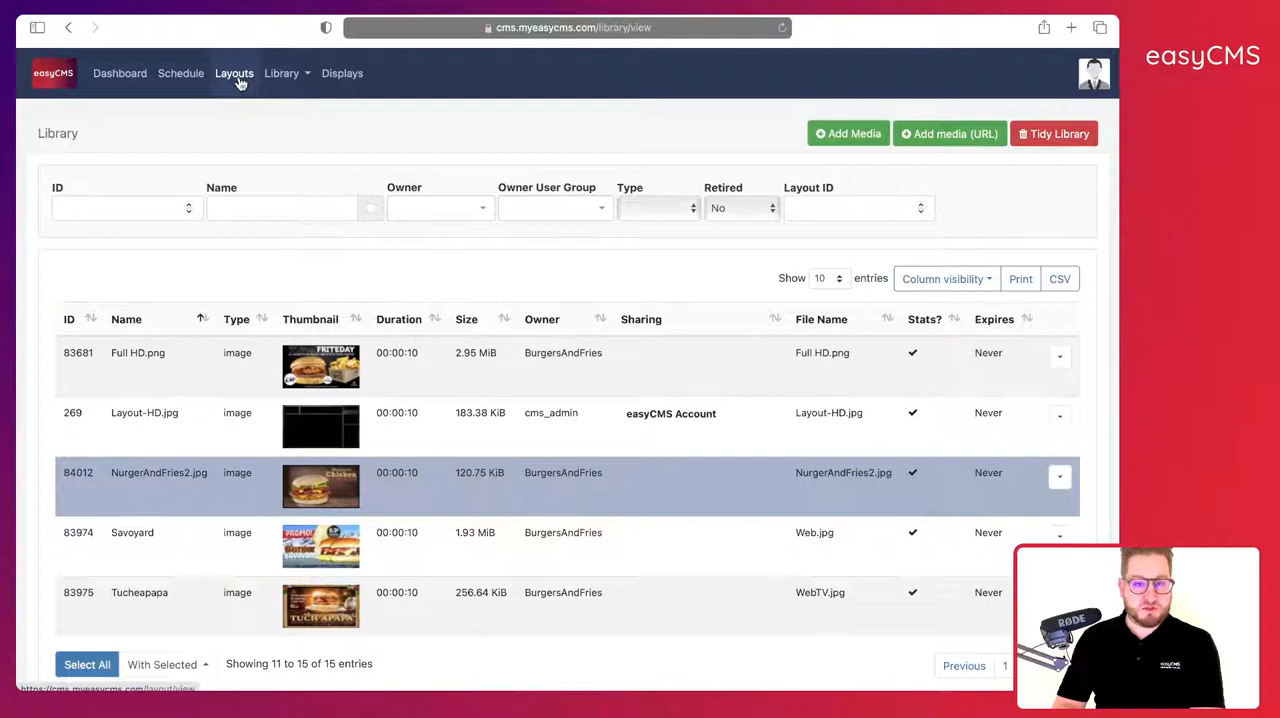 cms.myeasycms.com/library/view
easyCMS
easyCMS Dashboard Schedule Layouts Library Displays
Library
Add Media Add media (URL) Tidy Library
ID Name Owner Owner User Group Type Retired Layout ID
No
Show 10 entries Column visibility Print CSV
ID Name Type Thumbnail Duration Size Owner Sharing File Name Stats? Expires
83681 Full HD.png image 00:00:10 2.95 MiB BurgersAndFries Full HD.png Never
FRITEDAY
269 Layout-HD.jpg image 00:00:10 183.38 KiB cms_admin easyCMS Account Layout-HD.jpg Never
84012 NurgerAndFries2.jpg image 00:00:10 120.75 KiB BurgersAndFries NurgerAndFries2.jpg Never
Chicken
83974 Savoyard image 00:00:10 1.93 MiB BurgersAndFries Web.jpg Never
PROMO!
83975 Tucheapapa image 00:00:10 256.64 KiB BurgersAndFries WebTV.jpg Never
TUCH'APAPA
RØDE
easyCMS
Select All With Selected Showing 11 to 15 of 15 entries Previous 1
https://cms.myeasycms.com/layout/view